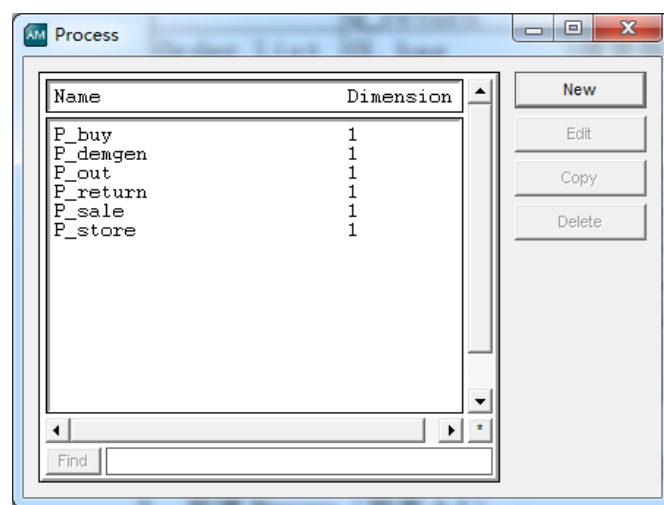 AM Process
Name Dimension
P_buy 1
P_demgen 1
P_out 1
P_return 1
P_sale 1
P_store 1
New
Edit
Copy
Delete
*
Find